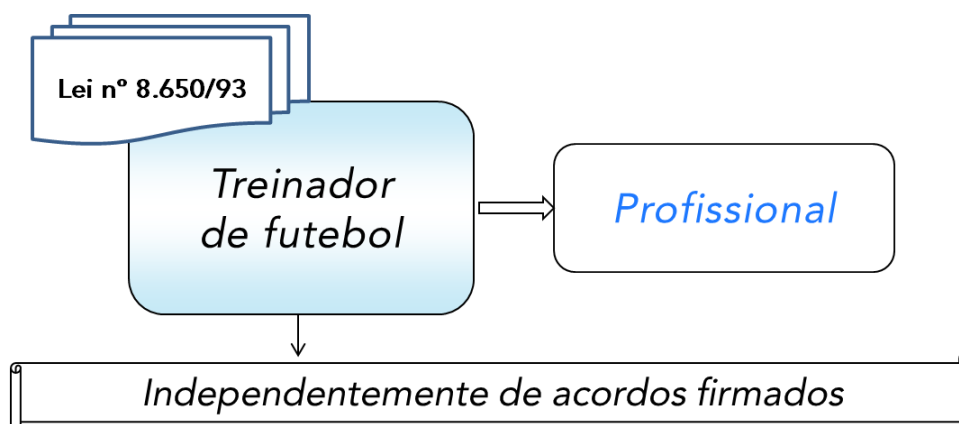 Lei nº 8.650/93
Treinador
de futebol
Profissional
Independentemente de acordos firmados